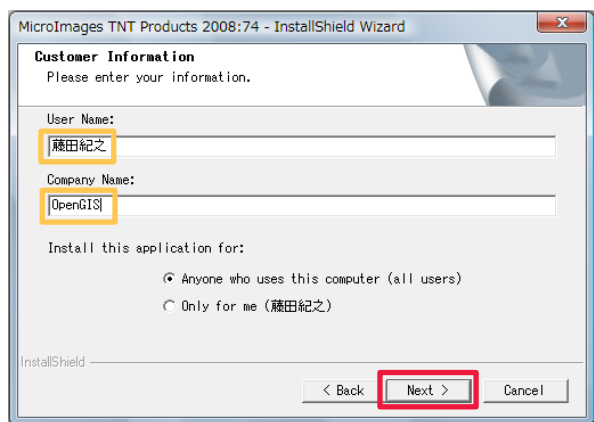 MicroImages TNT Products 2008:74 - InstallShield Wizard
Customer Information
Please enter your information.
User Name:
藤田紀之
Company Name:
OpenGIS
Install this application for:
Anyone who uses this computer (all users)
Only for me (藤田紀之)
InstallShield
< Back Next > Cancel